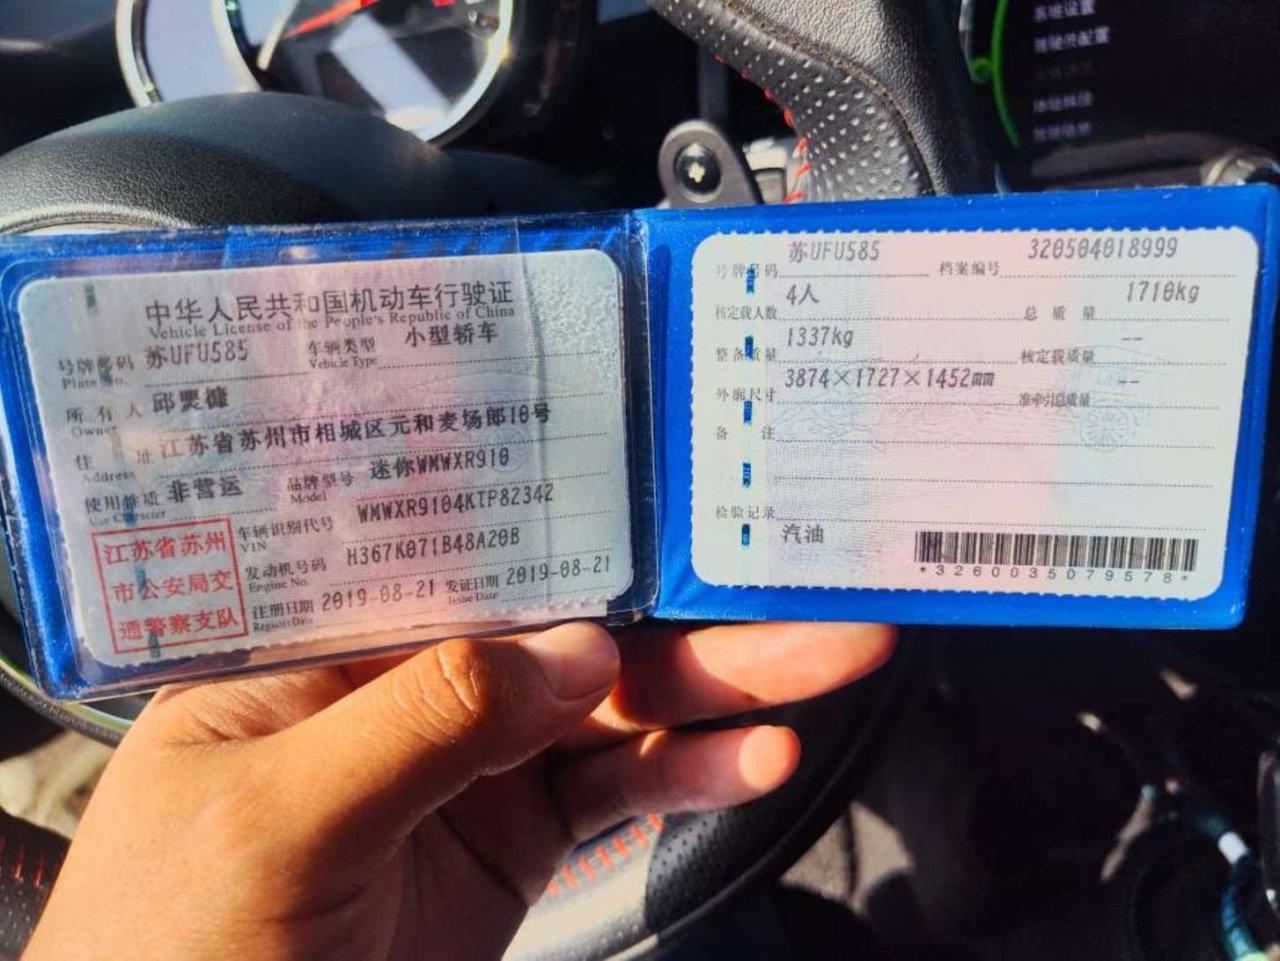 中华人民共和国机动车行驶证
Vehicle License of the People's Republic of China
号牌号码 苏UFU585 车辆类型 小型轿车
Plate No. Vehicle Type
所有人 邱
Owner
住址 江苏省苏州市相城区元和麦场郎10号
Address
使用性质 非营运 品牌型号 迷你WMWXR910
Use Character Model
江苏省苏州
市公安局交
通警察支队
车辆识别代号 WMWXR9104KTP82342
VIN
发动机号码 H367K071B48A20B
Engine No.
注册日期 2019-08-21 发证日期 2019-08-21
Register Date Issue Date
号牌号码 苏UFU585 档案编号 320504018999
核定载人数 4人 总质量 1710kg
整备质量 1337kg 核定载质量 --
外廓尺寸 3874×1727×1452mm 准牵引总质量 --
备注
检验记录
汽油
*3260035079578*
系统设置